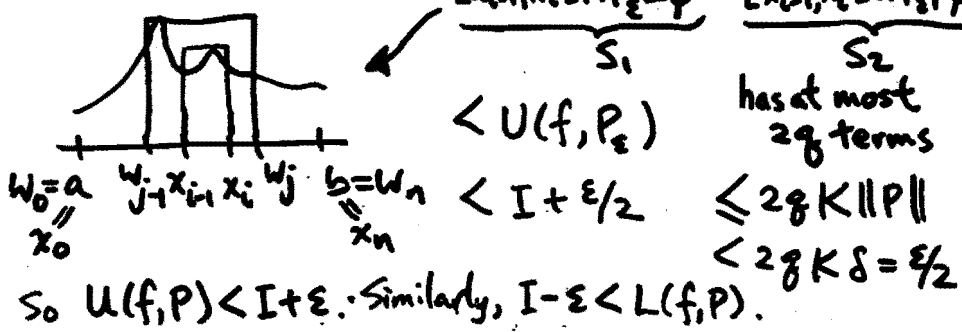 S₁ S₂
< U(f, P_ε) has at most
2q terms
< I + ε/2 ≤ 2qK‖P‖
< 2qKδ = ε/2
w₀ = a w_{j-1} x_{i-1} x_i w_j b = w_n
x₀ x_n
So U(f,P) < I + ε. Similarly, I - ε < L(f,P).